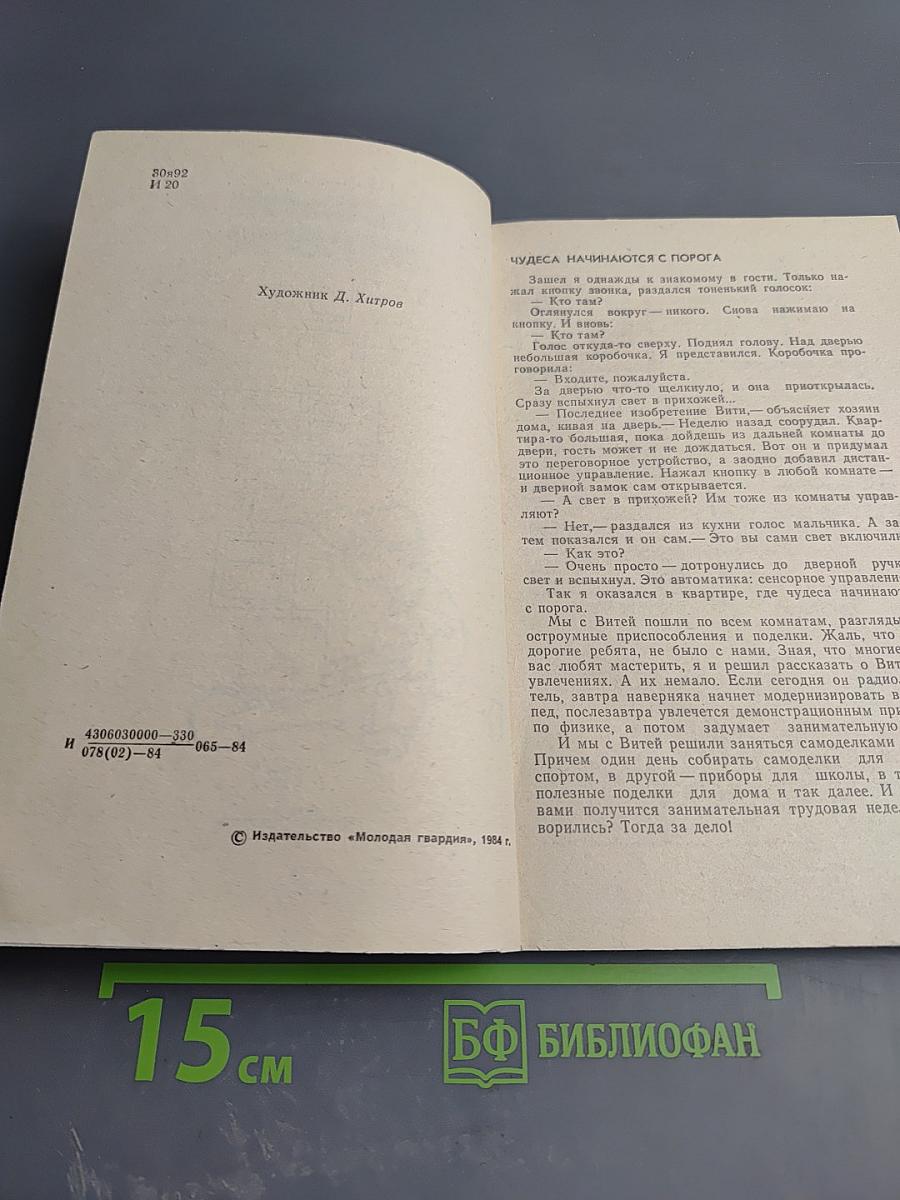 30я92
И 20
Художник Д. Хитров
И 4306030000—330
078(02)—84 065—84
© Издательство «Молодая гвардия», 1984 г.
ЧУДЕСА НАЧИНАЮТСЯ С ПОРОГА
Зашел я однажды к знакомому в гости. Только на-
жал кнопку звонка, раздался тоненький голосок:
— Кто там?
Оглянулся вокруг — никого. Снова нажимаю на
кнопку. И вновь:
— Кто там?
Голос откуда-то сверху. Поднял голову. Над дверью
небольшая коробочка. Я представился. Коробочка про-
говорила:
— Входите, пожалуйста.
За дверью что-то щелкнуло, и она приоткрылась.
Сразу вспыхнул свет в прихожей...
— Последнее изобретение Вити,— объясняет хозяин
дома, кивая на дверь.— Неделю назад соорудил. Квар-
тира-то большая, пока дойдешь из дальней комнаты до
двери, гость может и не дождаться. Вот он и придумал
это переговорное устройство, а заодно добавил дистан-
ционное управление. Нажал кнопку в любой комнате —
и дверной замок сам открывается.
— А свет в прихожей? Им тоже из комнаты управ-
ляют?
— Нет,— раздался из кухни голос мальчика. А за
тем показался и он сам.— Это вы сами свет включили
— Как это?
— Очень просто — дотронулись до дверной ручк
свет и вспыхнул. Это автоматика: сенсорное управлени
Так я оказался в квартире, где чудеса начинаю
с порога.
Мы с Витей пошли по всем комнатам, разгляды
остроумные приспособления и поделки. Жаль, что
дорогие ребята, не было с нами. Зная, что многие
вас любят мастерить, я и решил рассказать о Вит
увлечениях. А их немало. Если сегодня он радио
тель, завтра наверняка начнет модернизировать в
пед, послезавтра увлечется демонстрационным при
по физике, а потом задумает занимательную
И мы с Витей решили заняться самоделками
Причем один день собирать самоделки для
спортом, в другой — приборы для школы, в т
полезные поделки для дома и так далее. И
вами получится занимательная трудовая недел
ворились? Тогда за дело!
15 см
БФ БИБЛИОФАН